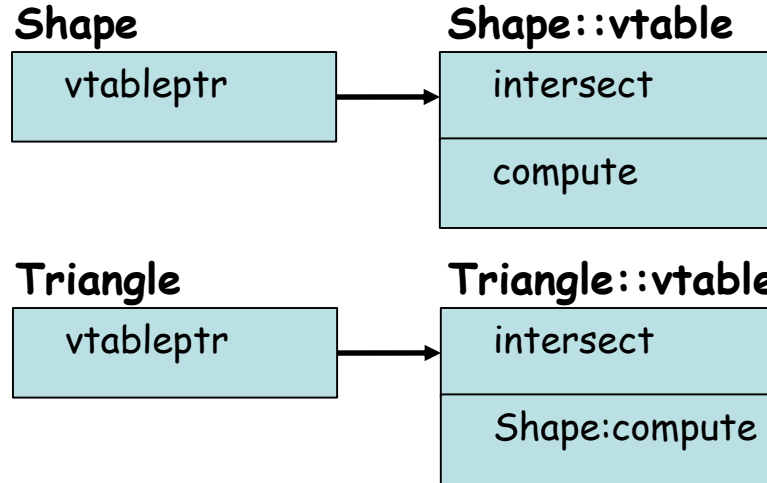 Shape Shape::vtable
vtableptr intersect
compute
Triangle Triangle::vtable
vtableptr intersect
Shape:compute